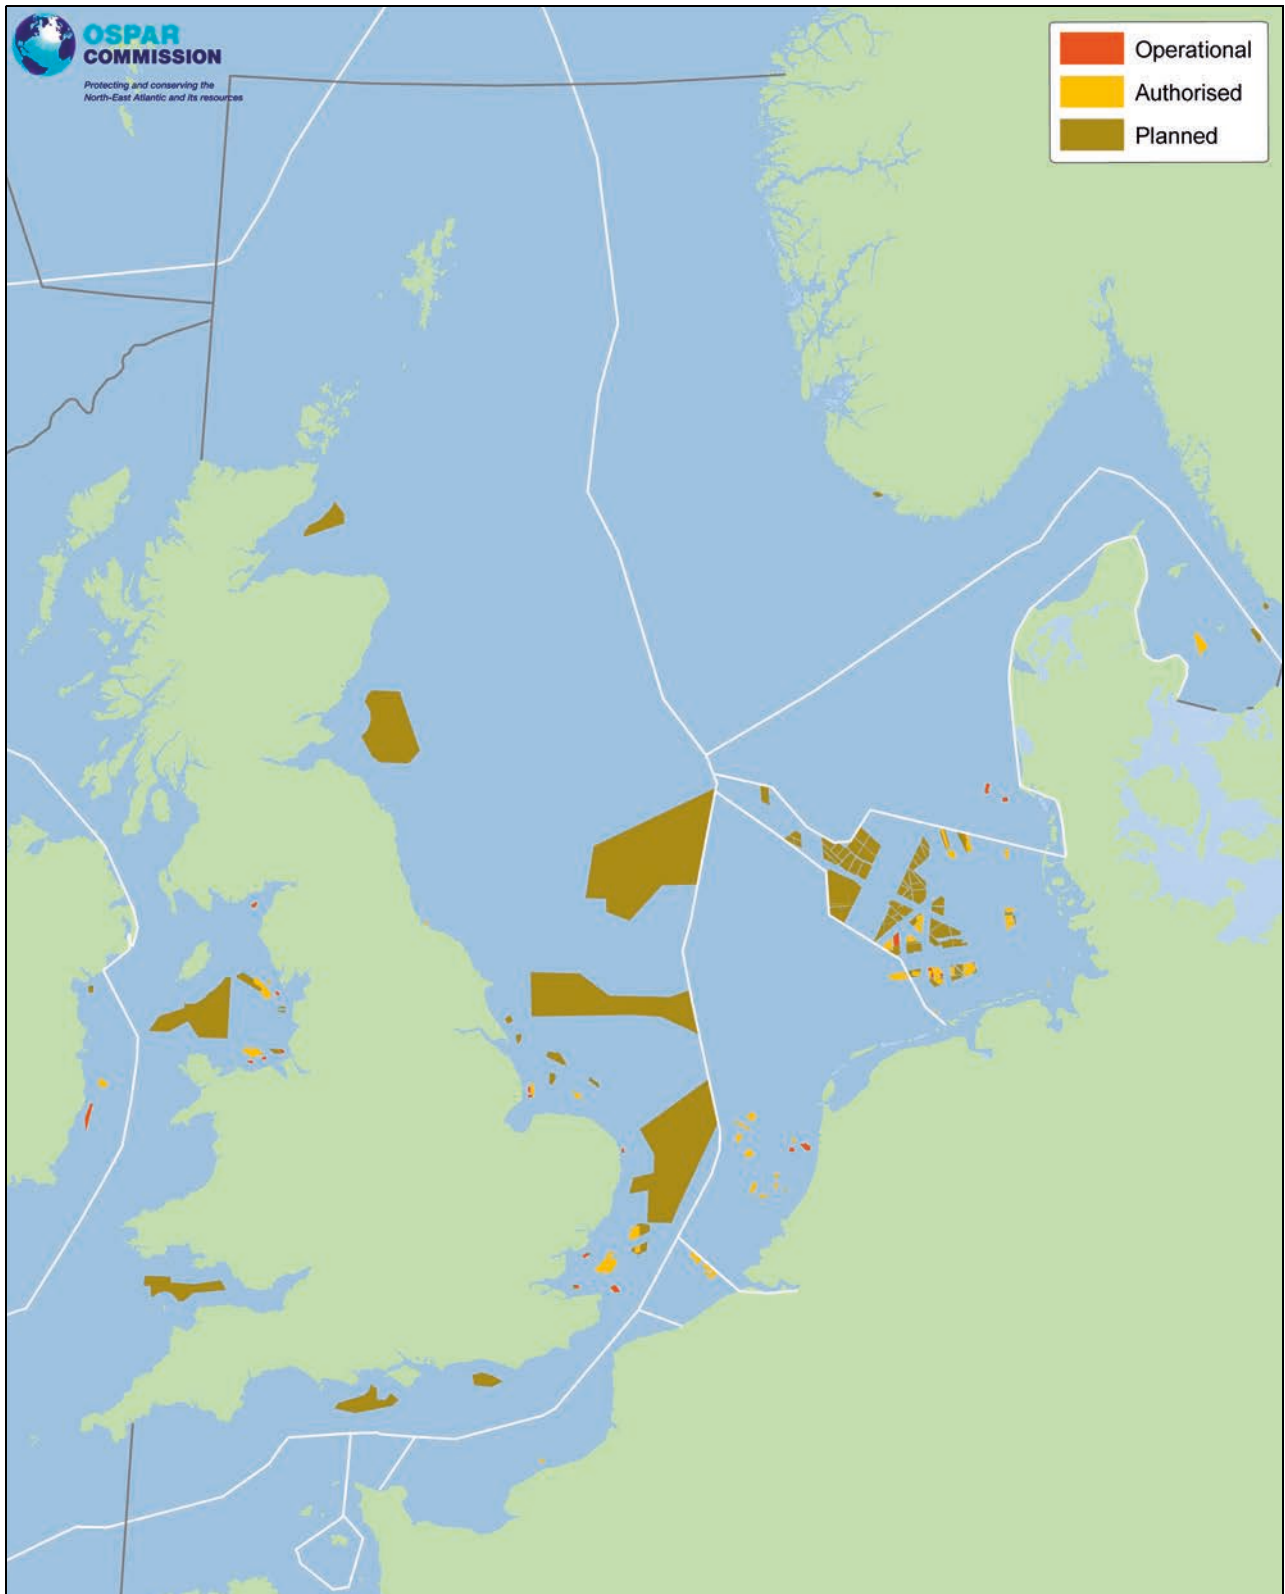 OSPAR
COMMISSION
Protecting and conserving the
North-East Atlantic and its resources
Operational
Authorised
Planned